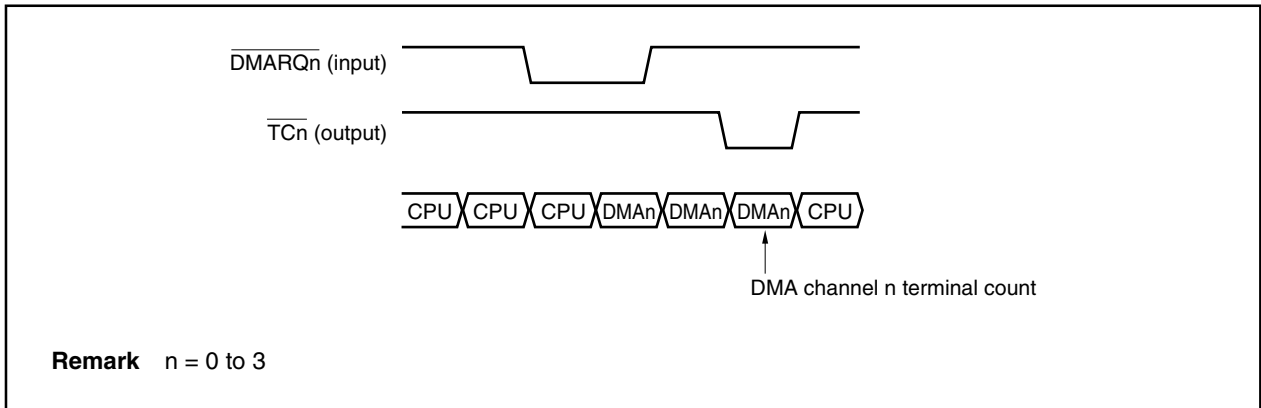 DMARQn (input)
TCn (output)
CPU CPU CPU DMAn DMAn DMAn CPU
DMA channel n terminal count
Remark n = 0 to 3